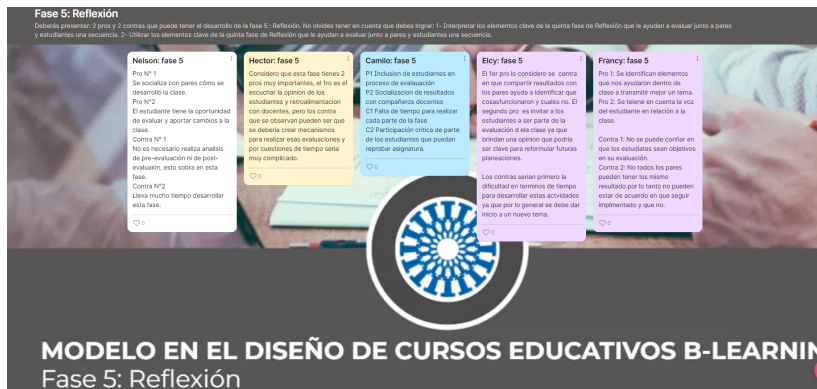 Fase 5: Reflexión
Deberás presentar: 2 pros y 2 contras que puede tener el desarrollo de la fase 5 : Reflexión. No olvides tener en cuenta que debes lograr: 1- Interpretar los elementos clave de la quinta fase de Reflexión que le ayudan a evaluar junto a pares
y estudiantes una secuencia. 2- Utilizar los elementos clave de la quinta fase de Reflexión que le ayudan a evaluar junto a pares y estudiantes una secuencia.
Nelson: fase 5
Pro N° 1
Se socializa con pares cómo se
desarrolló la clase.
Pro N°2
El estudiante tiene la oportunidad
de evaluar y aportar cambios a la
clase.
Contra N° 1
No es necesario realiza analisis
de pre-evaluación ni de post-
evaluaión, esto sobra en esta
fase.
Contra N°2
Lleva mucho tiempo desarrollar
esta fase.
0
Hector: fase 5
Considero que esta fase tienes 2
pros muy importantes, el 1ro es el
escuchar la opinion de los
estudiantes y retroalimentacion
con docentes, pero los contra
que se observan pueden ser que
se deberia crear mecanismos
para realizar esas evaluaciones y
por cuestiones de tiempo seria
muy complicado.
0
Camilo: fase 5
P1 Inclusion de estudiantes en
proceso de evaluación
P2 Socializacion de resultados
con compañeros docentes
C1 Falta de tiempo para realizar
cada parte de la fase
C2 Participación critica de parte
de los estudiantes que puedan
reprobar asignatura.
0
Elcy: fase 5
El 1er pro lo considero se centra
en que compartir resultados con
los pares ayuda a identificar que
cosasfuncionaron y cuales no. El
segundo pro es invitar a los
estudiantes a ser parte de la
evaluación d ela clase ya que
brindan una opinion que podria
ser clave para reformular futuras
planeaciones.
Los contras serian primero la
dificultad en terminos de tiempo
para desarrollar estas actvidades
ya que por lo general se debe dar
inicio a un nuevo tema.
0
Francy: fase 5
Pro 1: Se identifican elementos
que nos ayudaron dentro de
clase a transmitir mejor un tema.
Pro 2: Se teiene en cuenta la voz
del estudiante en relación a la
clase.
Contra 1: No se puede confiar en
que los estudiates sean objetivos
en su evaluación.
Contra 2: No todos los pares
pueden tener los mismo
resultado por lo tanto no pueden
estar de acuerdo en que seguir
implmentado y que no.
0
MODELO EN EL DISEÑO DE CURSOS EDUCATIVOS B-LEARNIN
Fase 5: Reflexión